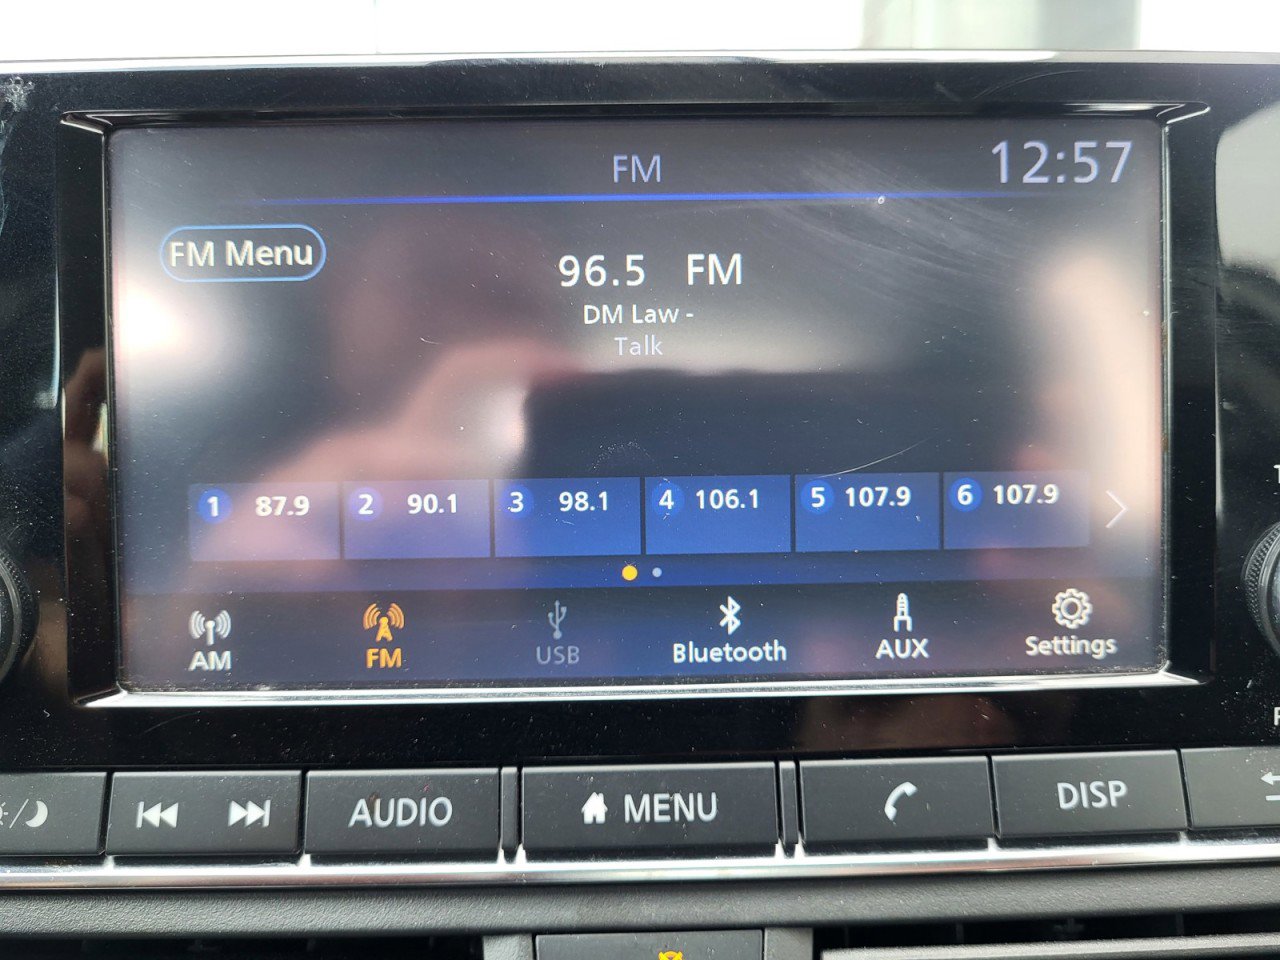 FM
12:57
FM Menu
96.5 FM
DM Law -
Talk
1 87.9
2 90.1
3 98.1
4 106.1
5 107.9
6 107.9
AM
FM
USB
Bluetooth
AUX
Settings
AUDIO
MENU
DISP